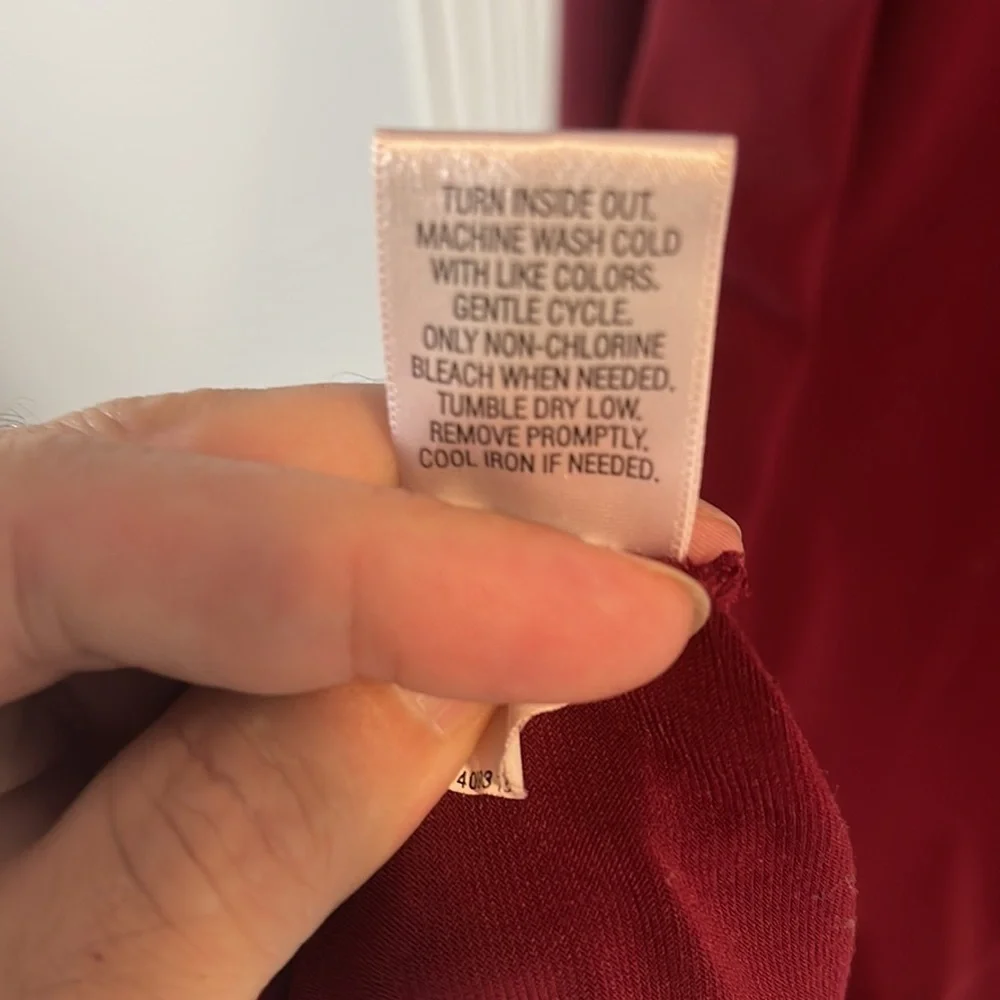 TURN INSIDE OUT.
MACHINE WASH COLD
WITH LIKE COLORS.
GENTLE CYCLE.
ONLY NON-CHLORINE
BLEACH WHEN NEEDED.
TUMBLE DRY LOW.
REMOVE PROMPTLY.
COOL IRON IF NEEDED.